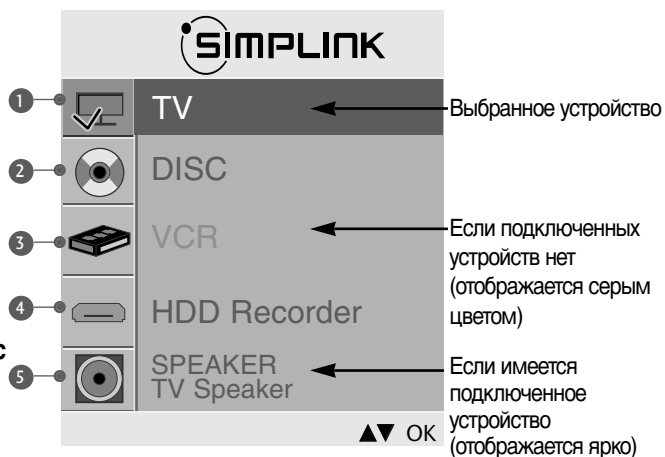 SIMPLINK
1 TV
Выбранное устройство
2 DISC
3 VCR
Если подключенных
устройств нет
(отображается серым
цветом)
4 HDD Recorder
с
5 SPEAKER
TV Speaker
Если имеется
подключенное
устройство
(отображается ярко)
▲▼ OK